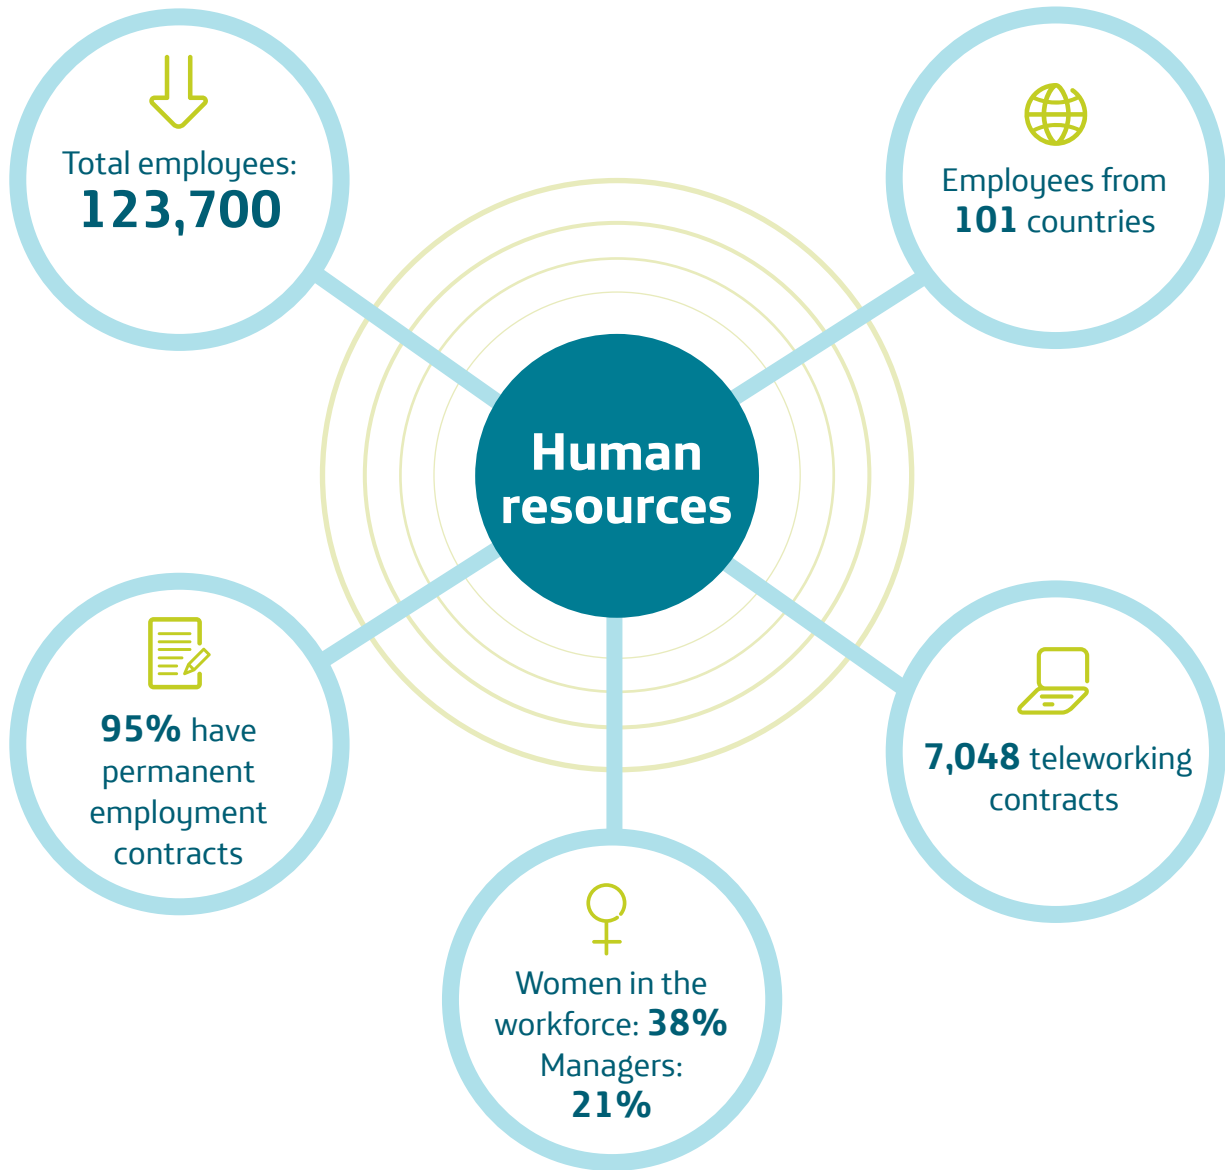 Total employees:
123,700
Employees from
101 countries
Human
resources
95% have
permanent
employment
contracts
7,048 teleworking
contracts
Women in the
workforce: 38%
Managers:
21%